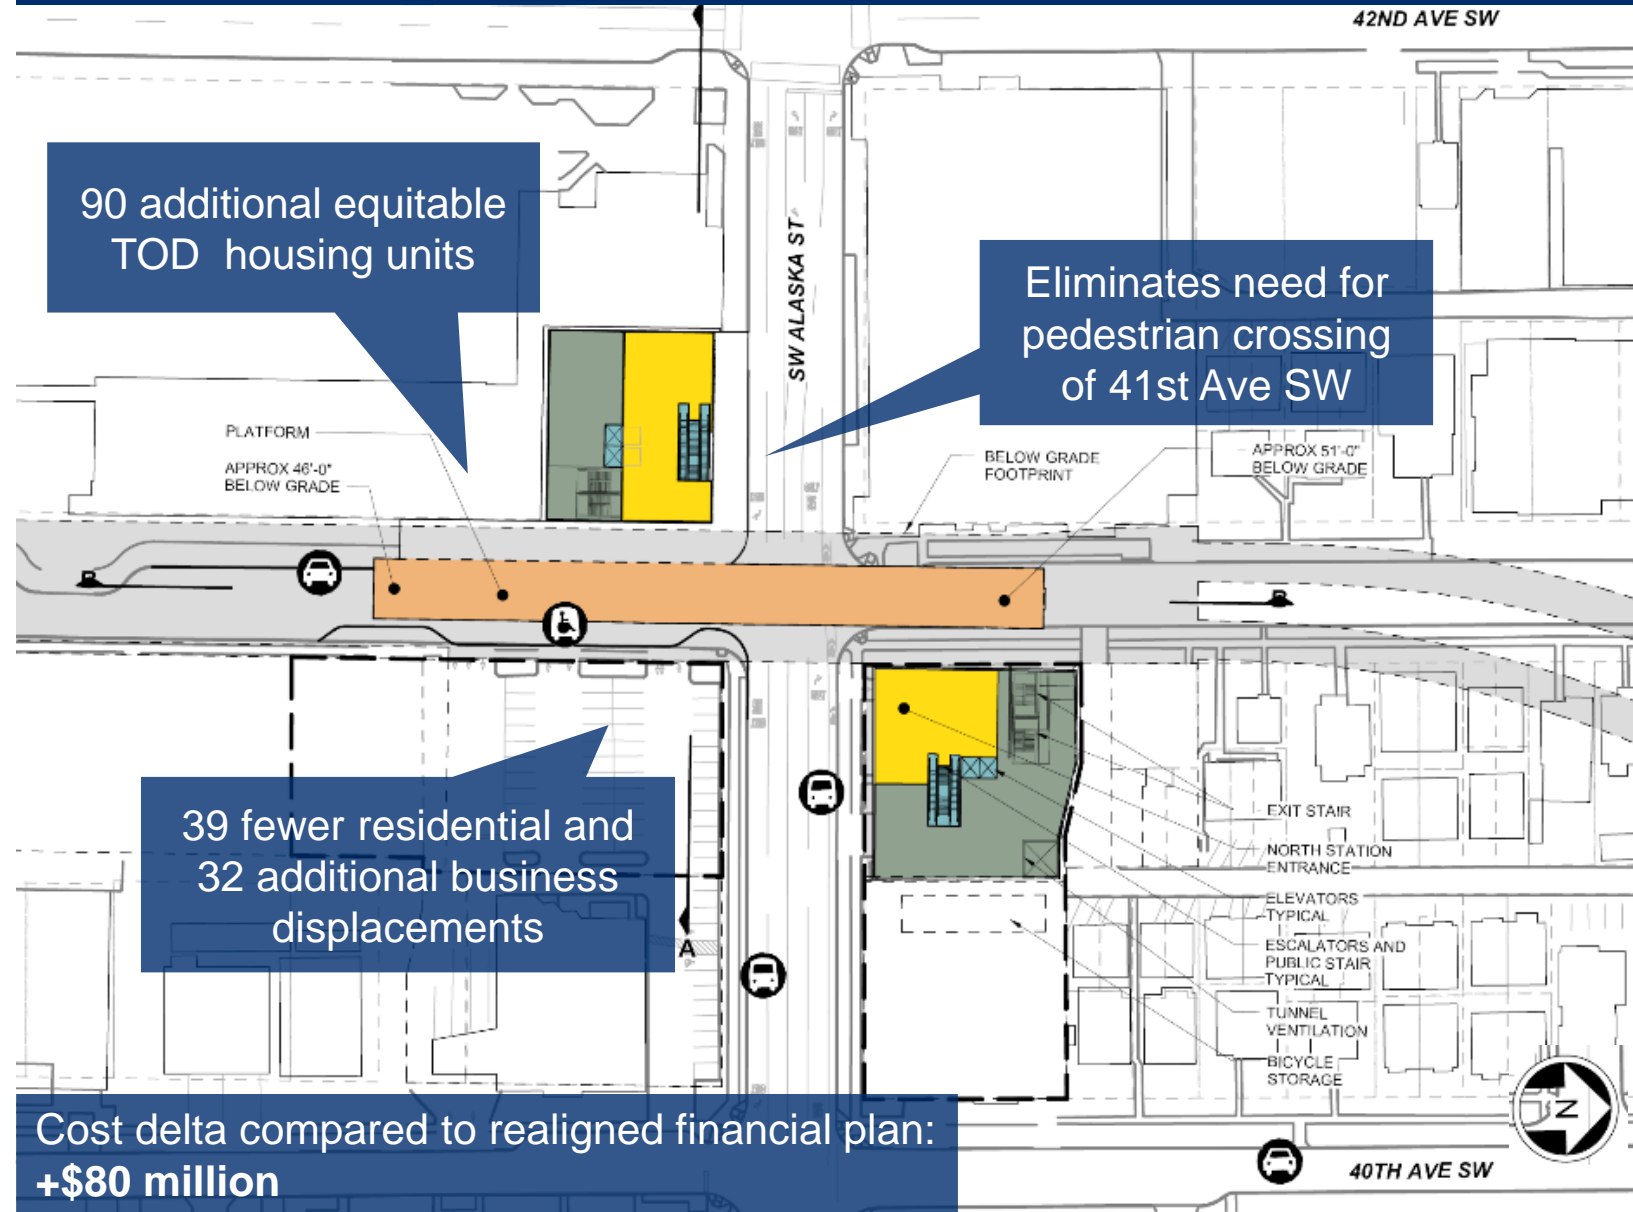 42ND AVE SW
90 additional equitable
TOD housing units
SW ALASKA ST
Eliminates need for
pedestrian crossing
of 41st Ave SW
PLATFORM
APPROX 46'-0"
BELOW GRADE
BELOW GRADE
FOOTPRINT
APPROX 51'-0"
BELOW GRADE
B
B
39 fewer residential and
32 additional business
displacements
A
EXIT STAIR
NORTH STATION
ENTRANCE
ELEVATORS
TYPICAL
ESCALATORS AND
PUBLIC STAIR
TYPICAL
TUNNEL
VENTILATION
BICYCLE
STORAGE
N
Cost delta compared to realigned financial plan:
+$80 million
40TH AVE SW